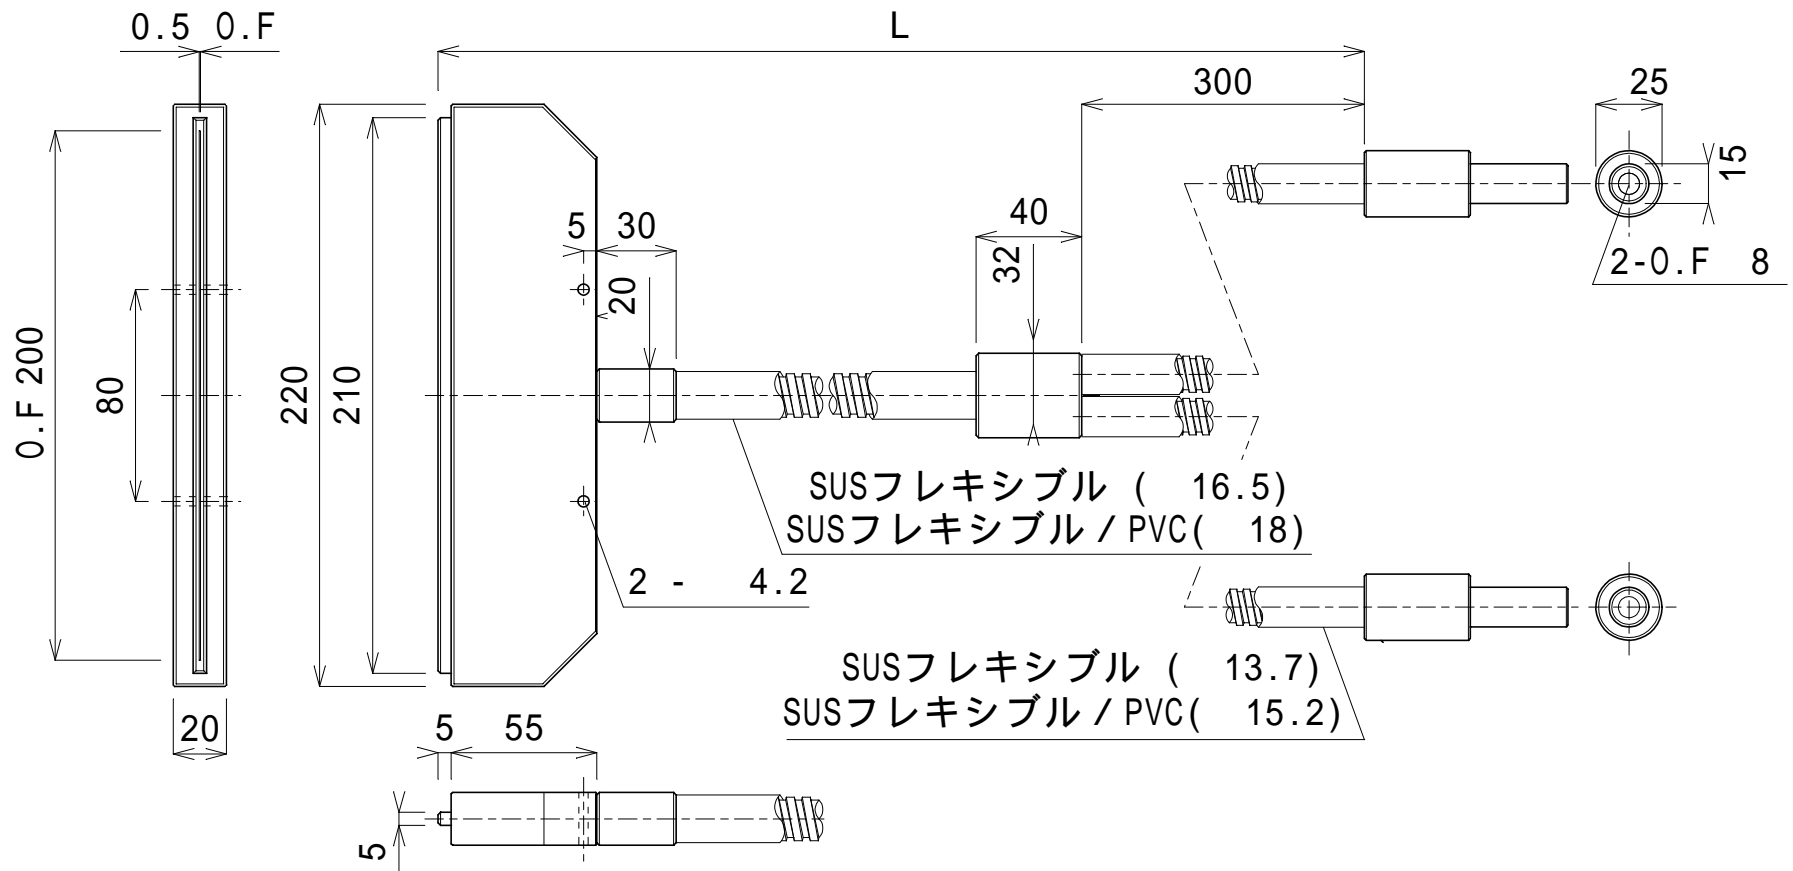 0.5 0.F
L
300
25
15
40
5 30
32
20
2-0.F 8
0.F 200
80
220
210
SUSフレキシブル ( 16.5)
SUSフレキシブル / PVC( 18)
2 - 4.2
SUSフレキシブル ( 13.7)
SUSフレキシブル / PVC( 15.2)
20
5 55
5